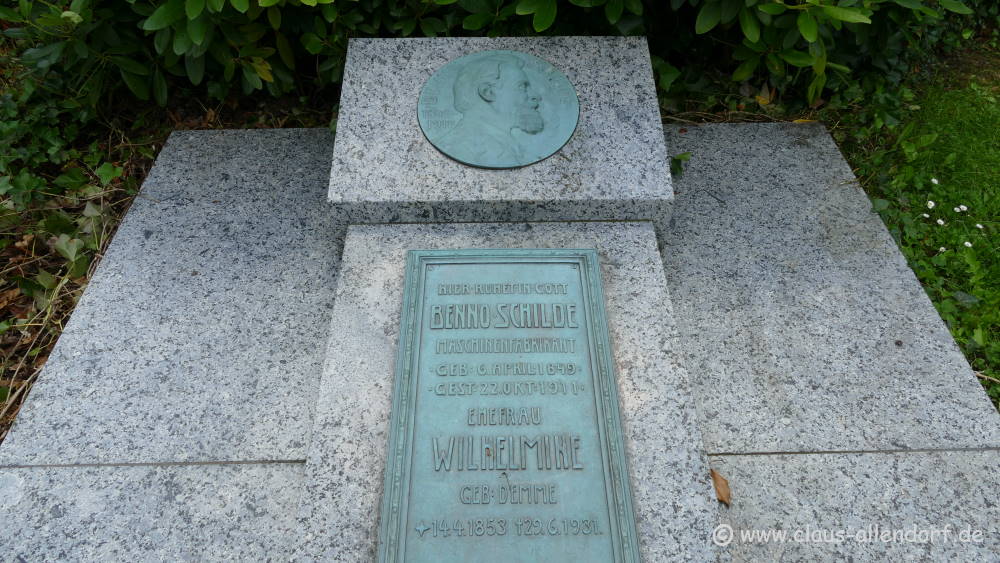 HIER·RUHET·IN·GOTT
BENNO·SCHILDE
MASCHINENFABRIKANT
·GEB·6·APRIL·1849·
·GEST·22·OKT·1911·
EHEFRAU
WILHELMINE
GEB·DEMME
✦14.4.1853 ✝29.6.1931.
©www.claus-allendorf.de